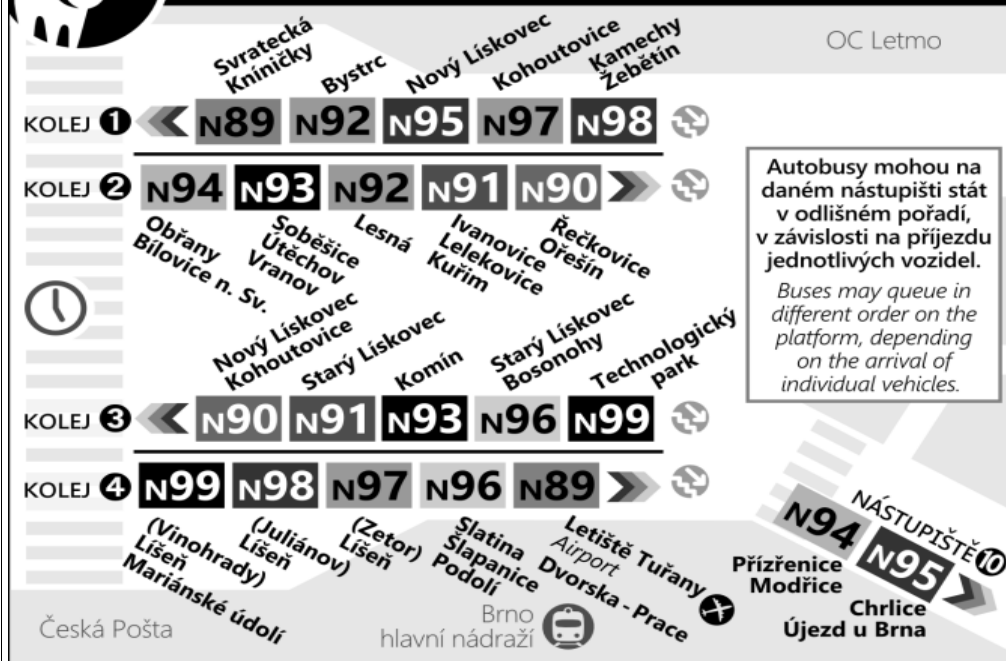 OC Letmo
Svratecká
Kníničky
Bystrc
Nový Lískovec
Kohoutovice
Kamechy
Žebětín
KOLEJ 1 N89 N92 N95 N97 N98
KOLEJ 2 N94 N93 N92 N91 N90
Obřany
Bílovice n. Sv.
Soběšice
Útěchov
Vranov
Lesná
Ivanovice
Lelekovice
Kuřim
Řečkovice
Ořešín
Autobusy mohou na
daném nástupišti stát
v odlišném pořadí,
v závislosti na příjezdu
jednotlivých vozidel.
Buses may queue in
different order on the
platform, depending
on the arrival of
individual vehicles.
Nový Lískovec
Kohoutovice
Starý Lískovec
Komín
Starý Lískovec
Bosonohy
Technologický
park
KOLEJ 3 N90 N91 N93 N96 N99
KOLEJ 4 N99 N98 N97 N96 N89
(Vinohrady)
Líšeň
Mariánské údolí
(Juliánov)
Líšeň
(Zetor)
Líšeň
Slatina
Šlapanice
Podolí
Letiště Tuřany
Airport
Dvorska - Prace
NÁSTUPIŠTĚ 10
N94 N95
Přízřenice
Modřice
Chrlice
Újezd u Brna
Česká Pošta
Brno
hlavní nádraží